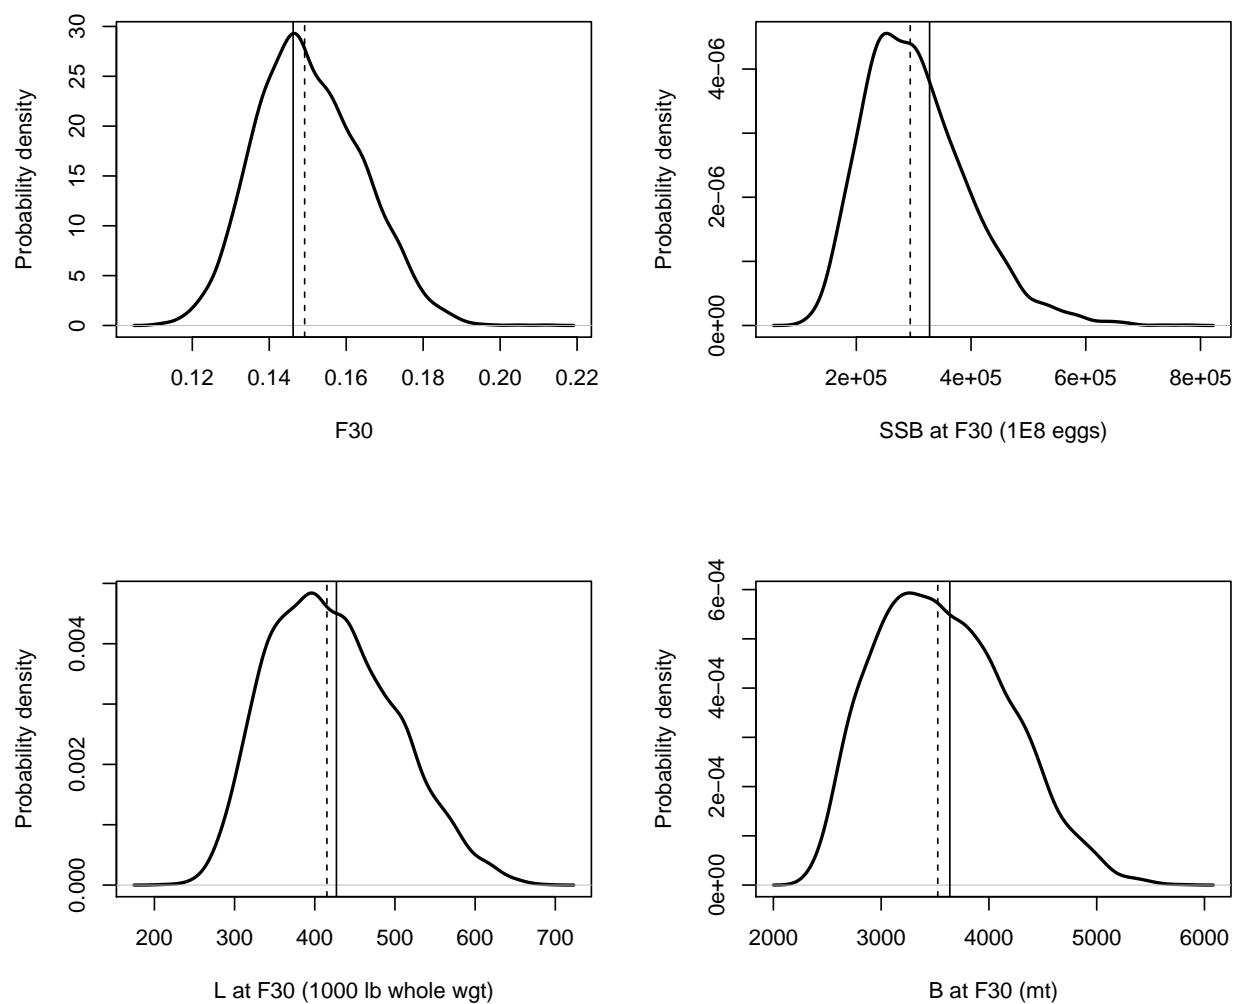 Probability density
0 5 10 15 20 25 30
0.12 0.14 0.16 0.18 0.20 0.22
F30
Probability density
0e+00 2e−06 4e−06
2e+05 4e+05 6e+05 8e+05
SSB at F30 (1E8 eggs)
Probability density
0.000 0.002 0.004
200 300 400 500 600 700
L at F30 (1000 lb whole wgt)
Probability density
0e+00 2e−04 4e−04 6e−04
2000 3000 4000 5000 6000
B at F30 (mt)